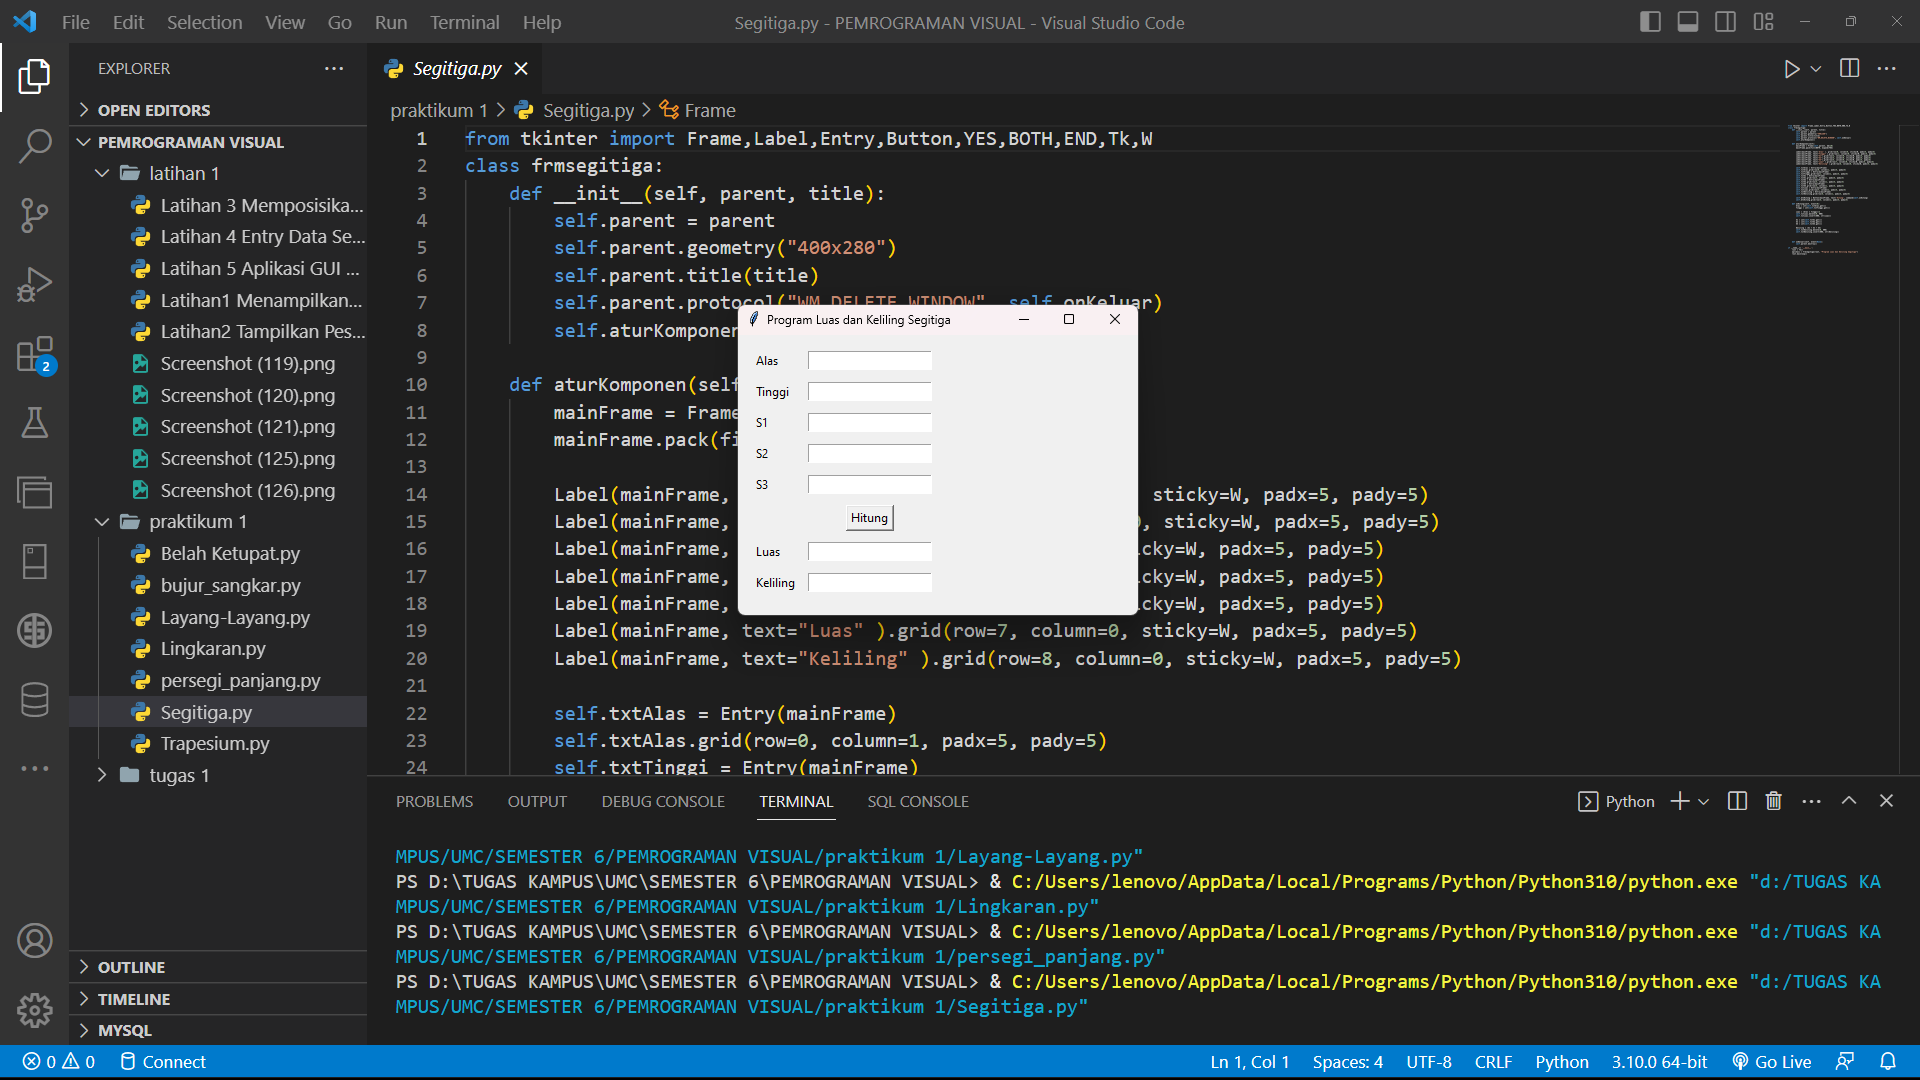 File Edit Selection View Go Run Terminal Help
Segitiga.py - PEMROGRAMAN VISUAL - Visual Studio Code
EXPLORER
OPEN EDITORS
PEMROGRAMAN VISUAL
latihan 1
Latihan 3 Memposisika...
Latihan 4 Entry Data Se...
Latihan 5 Aplikasi GUI ...
Latihan1 Menampilkan...
Latihan2 Tampilkan Pes...
Screenshot (119).png
Screenshot (120).png
Screenshot (121).png
Screenshot (125).png
Screenshot (126).png
praktikum 1
Belah Ketupat.py
bujur_sangkar.py
Layang-Layang.py
Lingkaran.py
persegi_panjang.py
Segitiga.py
Trapesium.py
tugas 1
OUTLINE
TIMELINE
MYSQL
2
Segitiga.py
praktikum 1 > Segitiga.py > Frame
1 from tkinter import Frame,Label,Entry,Button,YES,BOTH,END,Tk,W
2 class frmsegitiga:
3 def __init__(self, parent, title):
4 self.parent = parent
5 self.parent.geometry("400x280")
6 self.parent.title(title)
7 self.parent.protocol("WM_DELETE_WINDOW", self.onKeluar)
8 self.aturKomponen
9
10 def aturKomponen(self
11 mainFrame = Frame
12 mainFrame.pack(fi
13
14 Label(mainFrame, sticky=W, padx=5, pady=5)
15 Label(mainFrame, , sticky=W, padx=5, pady=5)
16 Label(mainFrame, cky=W, padx=5, pady=5)
17 Label(mainFrame, cky=W, padx=5, pady=5)
18 Label(mainFrame, cky=W, padx=5, pady=5)
19 Label(mainFrame, text="Luas" ).grid(row=7, column=0, sticky=W, padx=5, pady=5)
20 Label(mainFrame, text="Keliling" ).grid(row=8, column=0, sticky=W, padx=5, pady=5)
21
22 self.txtAlas = Entry(mainFrame)
23 self.txtAlas.grid(row=0, column=1, padx=5, pady=5)
24 self.txtTinggi = Entry(mainFrame)
Program Luas dan Keliling Segitiga
Alas
Tinggi
S1
S2
S3
Hitung
Luas
Keliling
PROBLEMS OUTPUT DEBUG CONSOLE TERMINAL SQL CONSOLE
Python
MPUS/UMC/SEMESTER 6/PEMROGRAMAN VISUAL/praktikum 1/Layang-Layang.py"
PS D:\TUGAS KAMPUS\UMC\SEMESTER 6\PEMROGRAMAN VISUAL> & C:/Users/lenovo/AppData/Local/Programs/Python/Python310/python.exe "d:/TUGAS KA
MPUS/UMC/SEMESTER 6/PEMROGRAMAN VISUAL/praktikum 1/Lingkaran.py"
PS D:\TUGAS KAMPUS\UMC\SEMESTER 6\PEMROGRAMAN VISUAL> & C:/Users/lenovo/AppData/Local/Programs/Python/Python310/python.exe "d:/TUGAS KA
MPUS/UMC/SEMESTER 6/PEMROGRAMAN VISUAL/praktikum 1/persegi_panjang.py"
PS D:\TUGAS KAMPUS\UMC\SEMESTER 6\PEMROGRAMAN VISUAL> & C:/Users/lenovo/AppData/Local/Programs/Python/Python310/python.exe "d:/TUGAS KA
MPUS/UMC/SEMESTER 6/PEMROGRAMAN VISUAL/praktikum 1/Segitiga.py"
0 0 Connect
Ln 1, Col 1 Spaces: 4 UTF-8 CRLF Python 3.10.0 64-bit Go Live